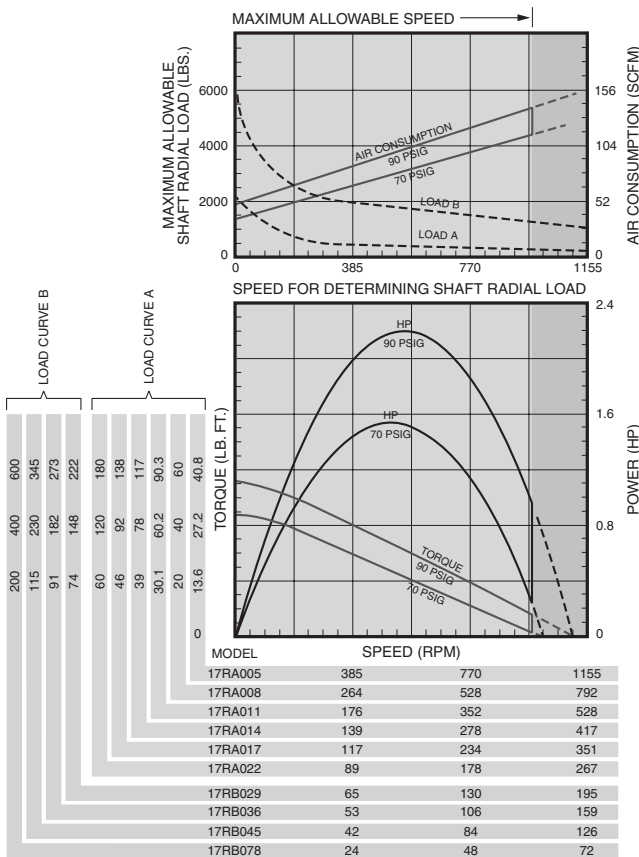 MAXIMUM ALLOWABLE SPEED
MAXIMUM ALLOWABLE
SHAFT RADIAL LOAD (LBS.)
6000
4000
2000
0
AIR CONSUMPTION
90 PSIG
70 PSIG
LOAD B
LOAD A
156
104
52
0
AIR CONSUMPTION (SCFM)
0 385 770 1155
SPEED FOR DETERMINING SHAFT RADIAL LOAD
LOAD CURVE B
LOAD CURVE A
600 345 273 222 180 138 117 90.3 60 40.8
400 230 182 148 120 92 78 60.2 40 27.2
200 115 91 74 60 46 39 30.1 20 13.6
0
TORQUE (LB. FT.)
HP
90 PSIG
HP
70 PSIG
TORQUE
90 PSIG
70 PSIG
2.4
1.6
0.8
0
POWER (HP)
MODEL SPEED (RPM)
17RA005 385 770 1155
17RA008 264 528 792
17RA011 176 352 528
17RA014 139 278 417
17RA017 117 234 351
17RA022 89 178 267
17RB029 65 130 195
17RB036 53 106 159
17RB045 42 84 126
17RB078 24 48 72